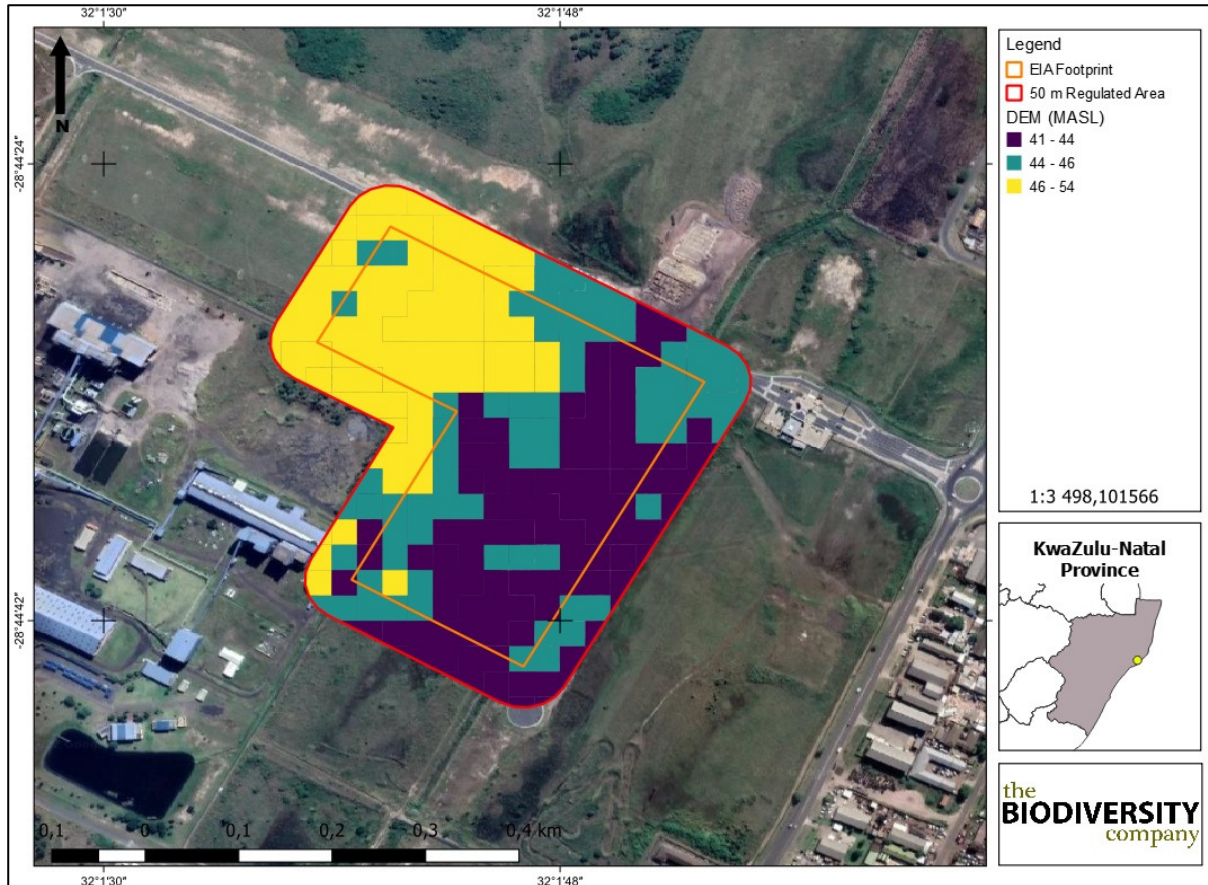 32°1'30" 32°1'48"
N
-28°44'24"
-28°44'42"
0,1 0 0,1 0,2 0,3 0,4 km
32°1'30" 32°1'48"
Legend
EIA Footprint
50 m Regulated Area
DEM (MASL)
41 - 44
44 - 46
46 - 54
1:3 498,101566
KwaZulu-Natal
Province
the
BIODIVERSITY
company